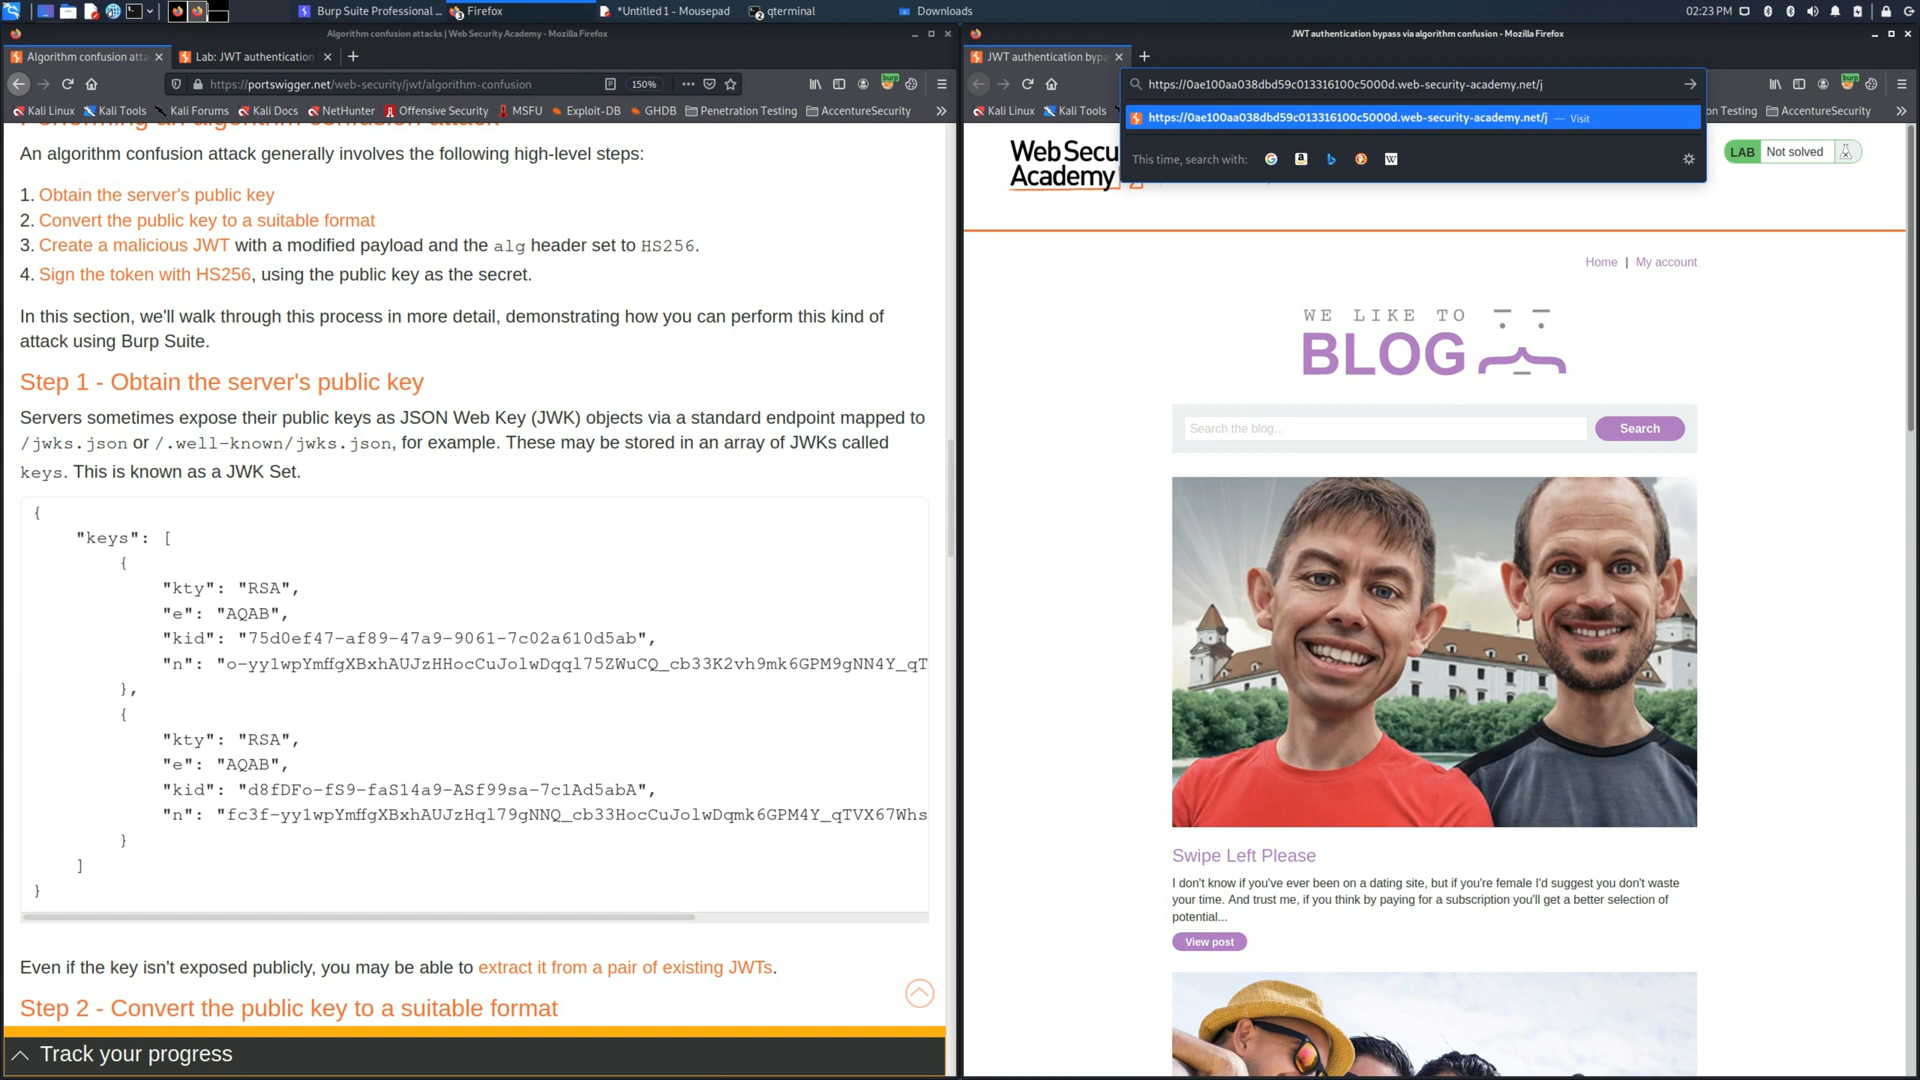 Burp Suite Professional ...
Firefox
*Untitled 1 - Mousepad
qterminal
Downloads
02:23 PM
Algorithm confusion attacks | Web Security Academy - Mozilla Firefox
JWT authentication bypass via algorithm confusion - Mozilla Firefox
Algorithm confusion atta
Lab: JWT authentication
https://portswigger.net/web-security/jwt/algorithm-confusion
150%
Kali Linux
Kali Tools
Kali Forums
Kali Docs
NetHunter
Offensive Security
MSFU
Exploit-DB
GHDB
Penetration Testing
AccentureSecurity
Performing an algorithm confusion attack
An algorithm confusion attack generally involves the following high-level steps:
1. Obtain the server's public key
2. Convert the public key to a suitable format
3. Create a malicious JWT with a modified payload and the alg header set to HS256.
4. Sign the token with HS256, using the public key as the secret.
In this section, we'll walk through this process in more detail, demonstrating how you can perform this kind of
attack using Burp Suite.
Step 1 - Obtain the server's public key
Servers sometimes expose their public keys as JSON Web Key (JWK) objects via a standard endpoint mapped to
/jwks.json or /.well-known/jwks.json, for example. These may be stored in an array of JWKs called
keys. This is known as a JWK Set.
{
"keys": [
{
"kty": "RSA",
"e": "AQAB",
"kid": "75d0ef47-af89-47a9-9061-7c02a610d5ab",
"n": "o-yy1wpYmffgXBxhAUJzHHocCuJolwDqql75ZWuCQ_cb33K2vh9mk6GPM9gNN4Y_qT
},
{
"kty": "RSA",
"e": "AQAB",
"kid": "d8fDFo-fS9-faS14a9-ASf99sa-7c1Ad5abA",
"n": "fc3f-yy1wpYmffgXBxhAUJzHql79gNNQ_cb33HocCuJolwDqmk6GPM4Y_qTVX67Whs
}
]
}
Even if the key isn't exposed publicly, you may be able to extract it from a pair of existing JWTs.
Step 2 - Convert the public key to a suitable format
Track your progress
JWT authentication bypa
https://0ae100aa038dbd59c013316100c5000d.web-security-academy.net/j
https://0ae100aa038dbd59c013316100c5000d.web-security-academy.net/j — Visit
This time, search with:
Kali Linux
Kali Tools
on Testing
AccentureSecurity
Web Secu
Academy
LAB
Not solved
Home | My account
WE LIKE TO
BLOG
Search the blog...
Search
Swipe Left Please
I don't know if you've ever been on a dating site, but if you're female I'd suggest you don't waste
your time. And trust me, if you think by paying for a subscription you'll get a better selection of
potential...
View post